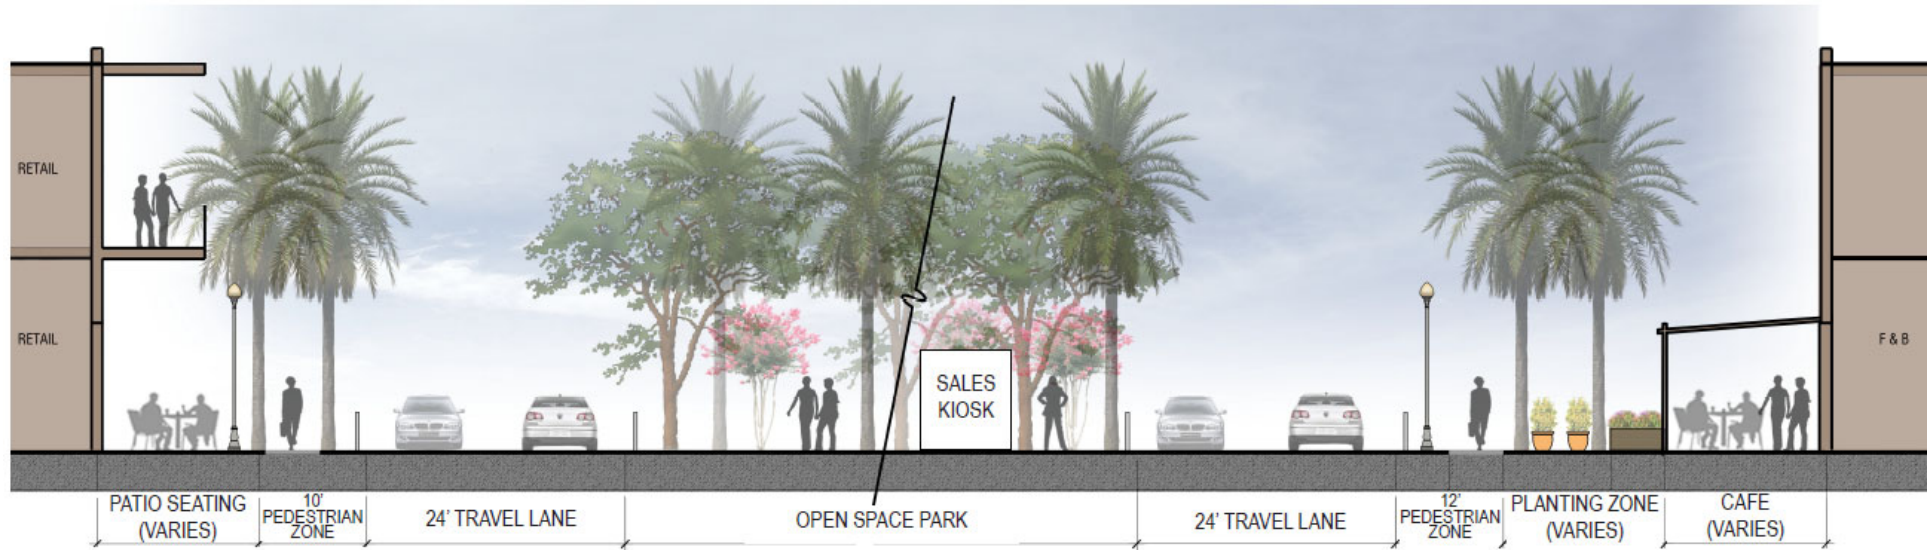 RETAIL
RETAIL
SALES
KIOSK
F & B
PATIO SEATING
(VARIES)
10'
PEDESTRIAN
ZONE
24' TRAVEL LANE
OPEN SPACE PARK
24' TRAVEL LANE
12'
PEDESTRIAN
ZONE
PLANTING ZONE
(VARIES)
CAFE
(VARIES)